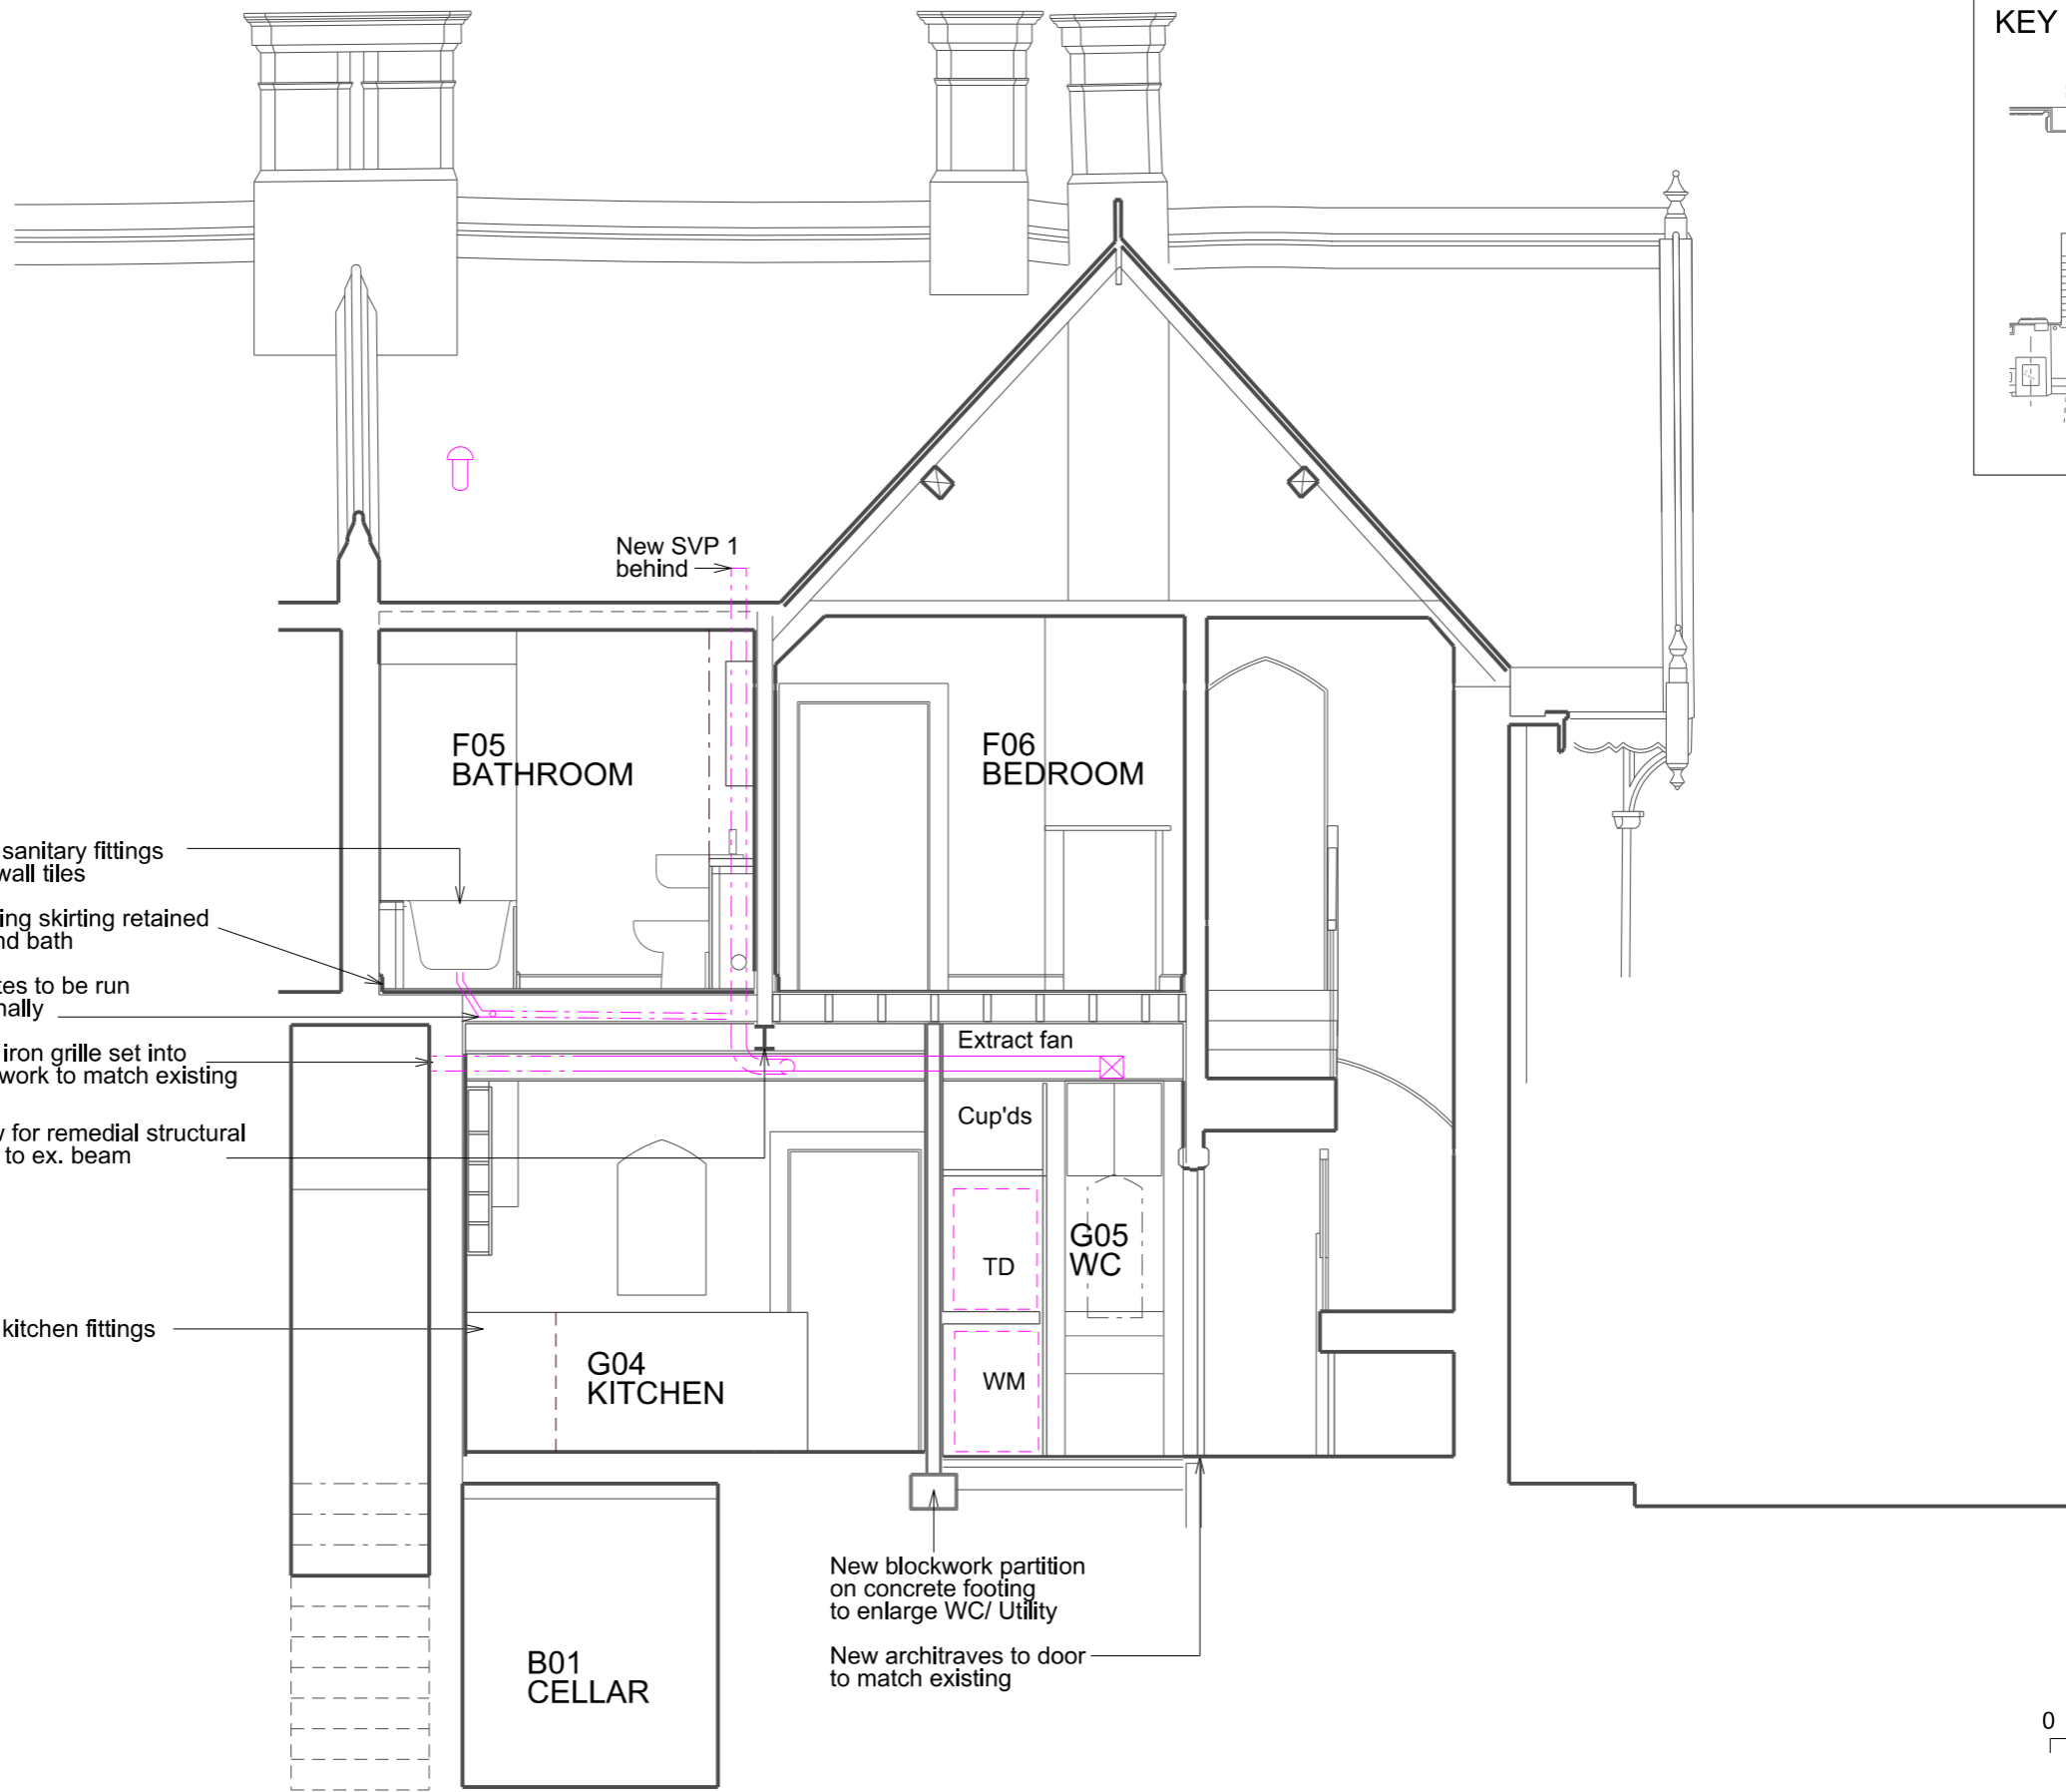 KEY
New SVP 1
behind
F05
BATHROOM
F06
BEDROOM
sanitary fittings
wall tiles
ing skirting retained
nd bath
tes to be run
nally
iron grille set into
work to match existing
for remedial structural
to ex. beam
kitchen fittings
Extract fan
Cup'ds
TD
G05
WC
WM
G04
KITCHEN
New blockwork partition
on concrete footing
to enlarge WC/ Utility
New architraves to door
to match existing
B01
CELLAR
0